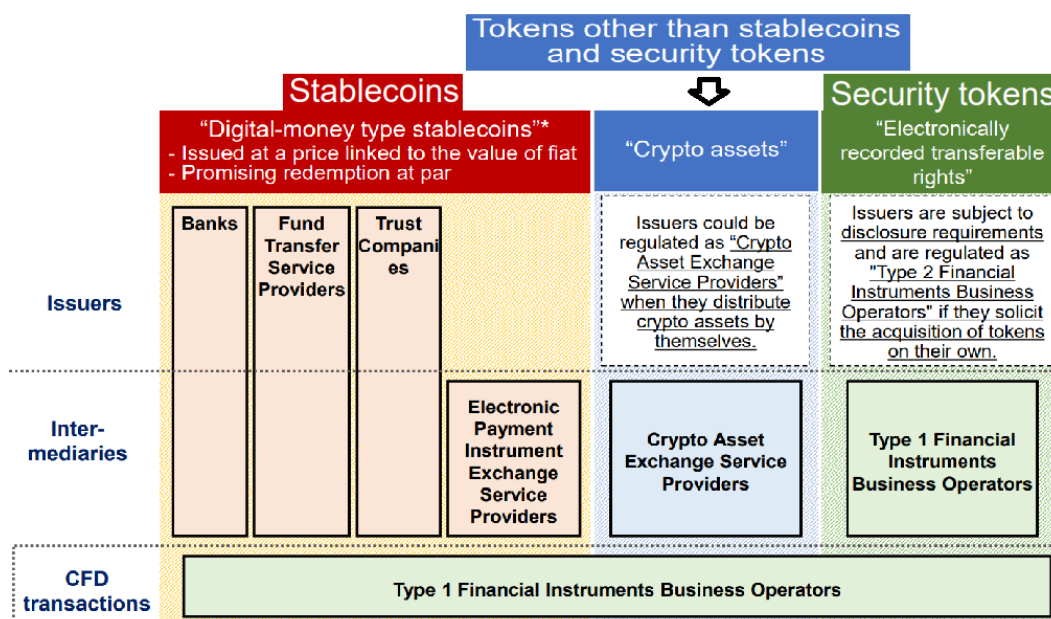 Tokens other than stablecoins
and security tokens
Stablecoins
Security tokens
“Digital-money type stablecoins”*
- Issued at a price linked to the value of fiat
- Promising redemption at par
“Crypto assets”
“Electronically
recorded transferable
rights”
Issuers
Banks
Fund
Transfer
Service
Providers
Trust
Compani
es
Issuers could be
regulated as “Crypto
Asset Exchange
Service Providers”
when they distribute
crypto assets by
themselves.
Issuers are subject to
disclosure requirements
and are regulated as
"Type 2 Financial
Instruments Business
Operators" if they solicit
the acquisition of tokens
on their own.
Inter-
mediaries
Electronic
Payment
Instrument
Exchange
Service
Providers
Crypto Asset
Exchange Service
Providers
Type 1 Financial
Instruments
Business Operators
CFD
transactions
Type 1 Financial Instruments Business Operators